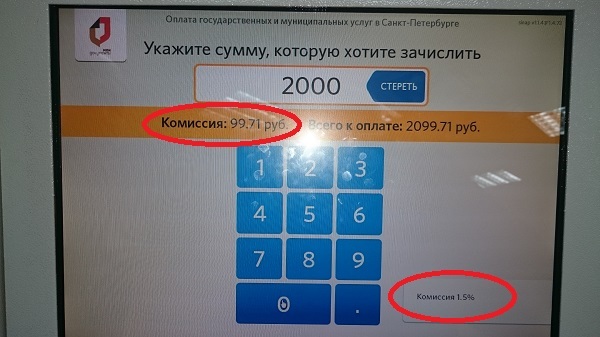 Оплата государственных и муниципальных услуг в Санкт-Петербурге
Укажите сумму, которую хотите зачислить
2000 СТЕРЕТЬ
Комиссия: 99.71 руб. Всего к оплате: 2099.71 руб.
1 2 3
4 5 6
7 8 9
0 .
Комиссия 1.5%